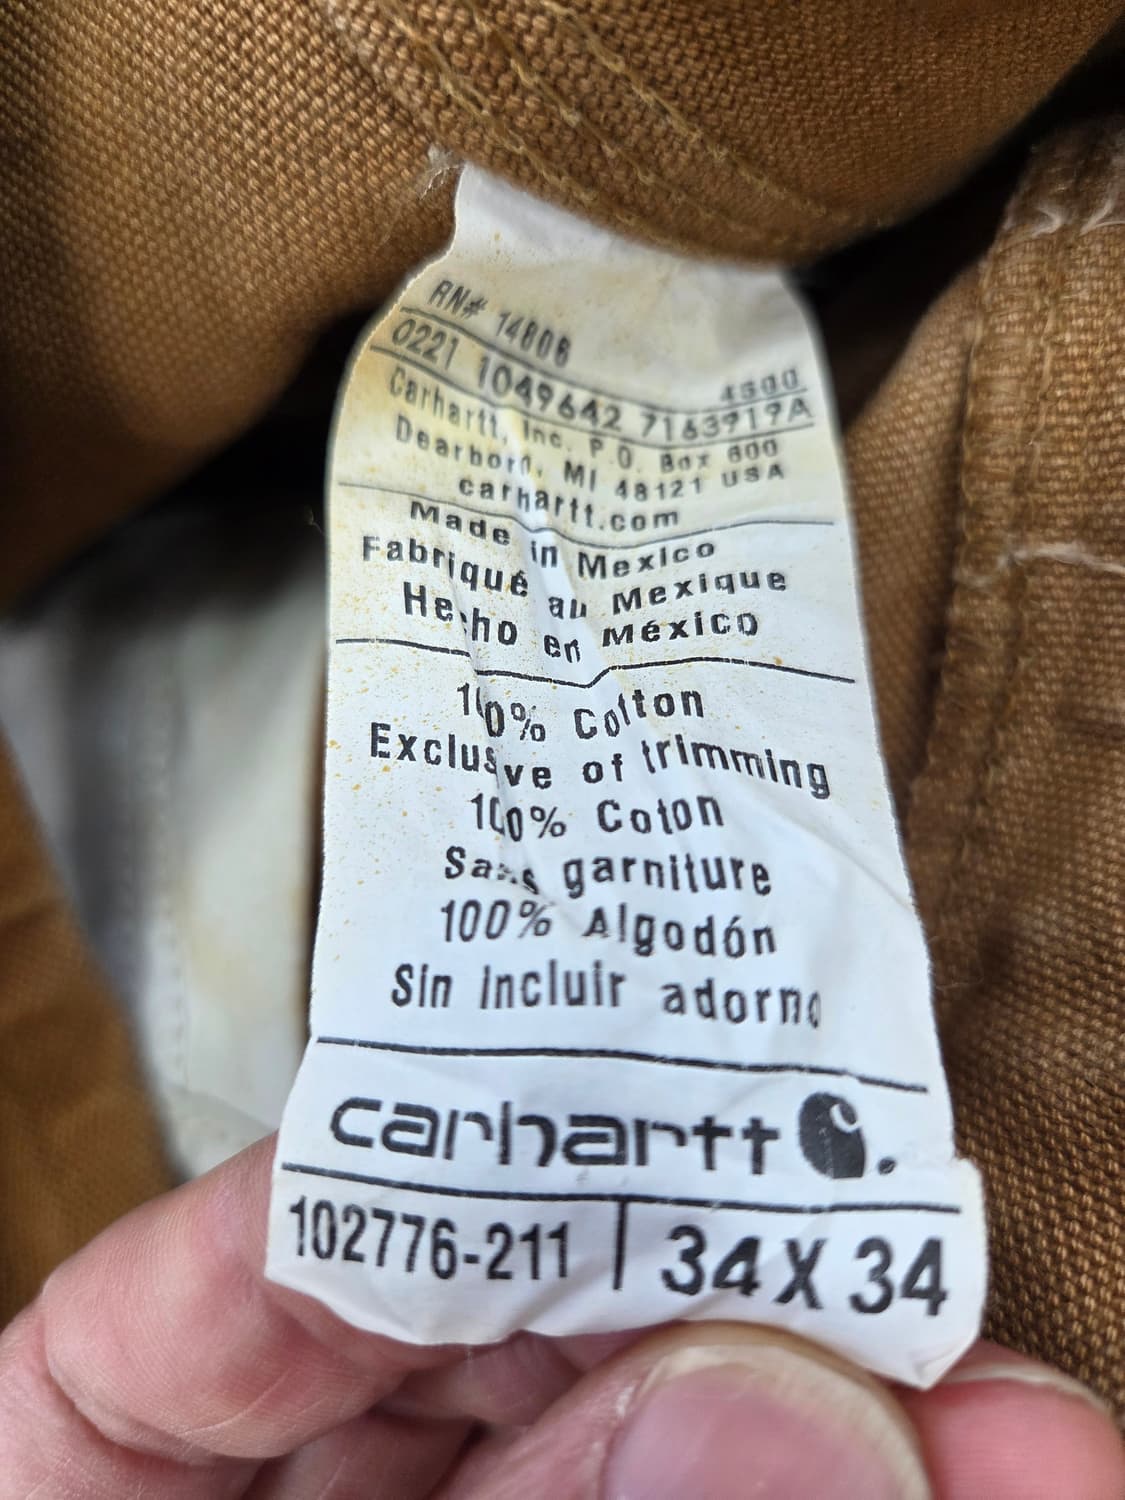 RN# 14806
4500
0221 1049642 7163919A
Carhartt, Inc. P.O. Box 600
Dearborn, MI 48121 USA
carhartt.com
Made in Mexico
Fabriqué au Mexique
Hecho en México
100% Cotton
Exclusive of trimming
100% Coton
Sans garniture
100% Algodón
Sin incluir adorno
carhartt
102776-211 | 34 X 34